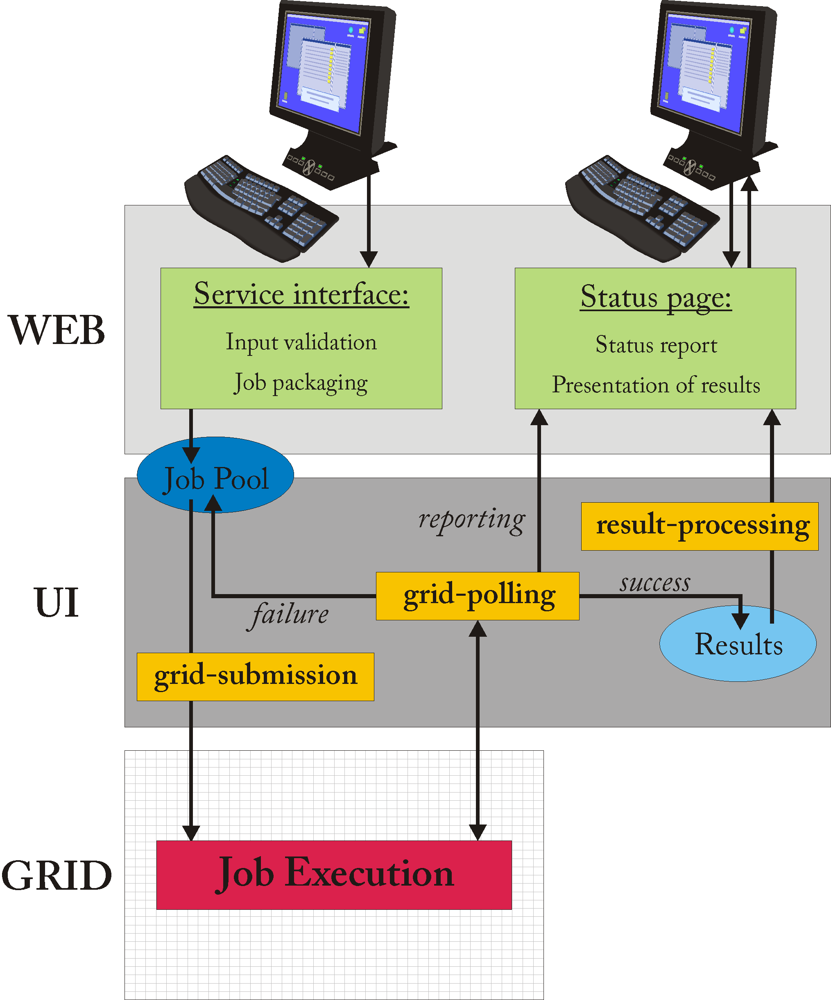 WEB
Service interface:
Input validation
Job packaging
Status page:
Status report
Presentation of results
Job Pool
UI
reporting
result-processing
grid-polling
success
failure
Results
grid-submission
GRID
Job Execution